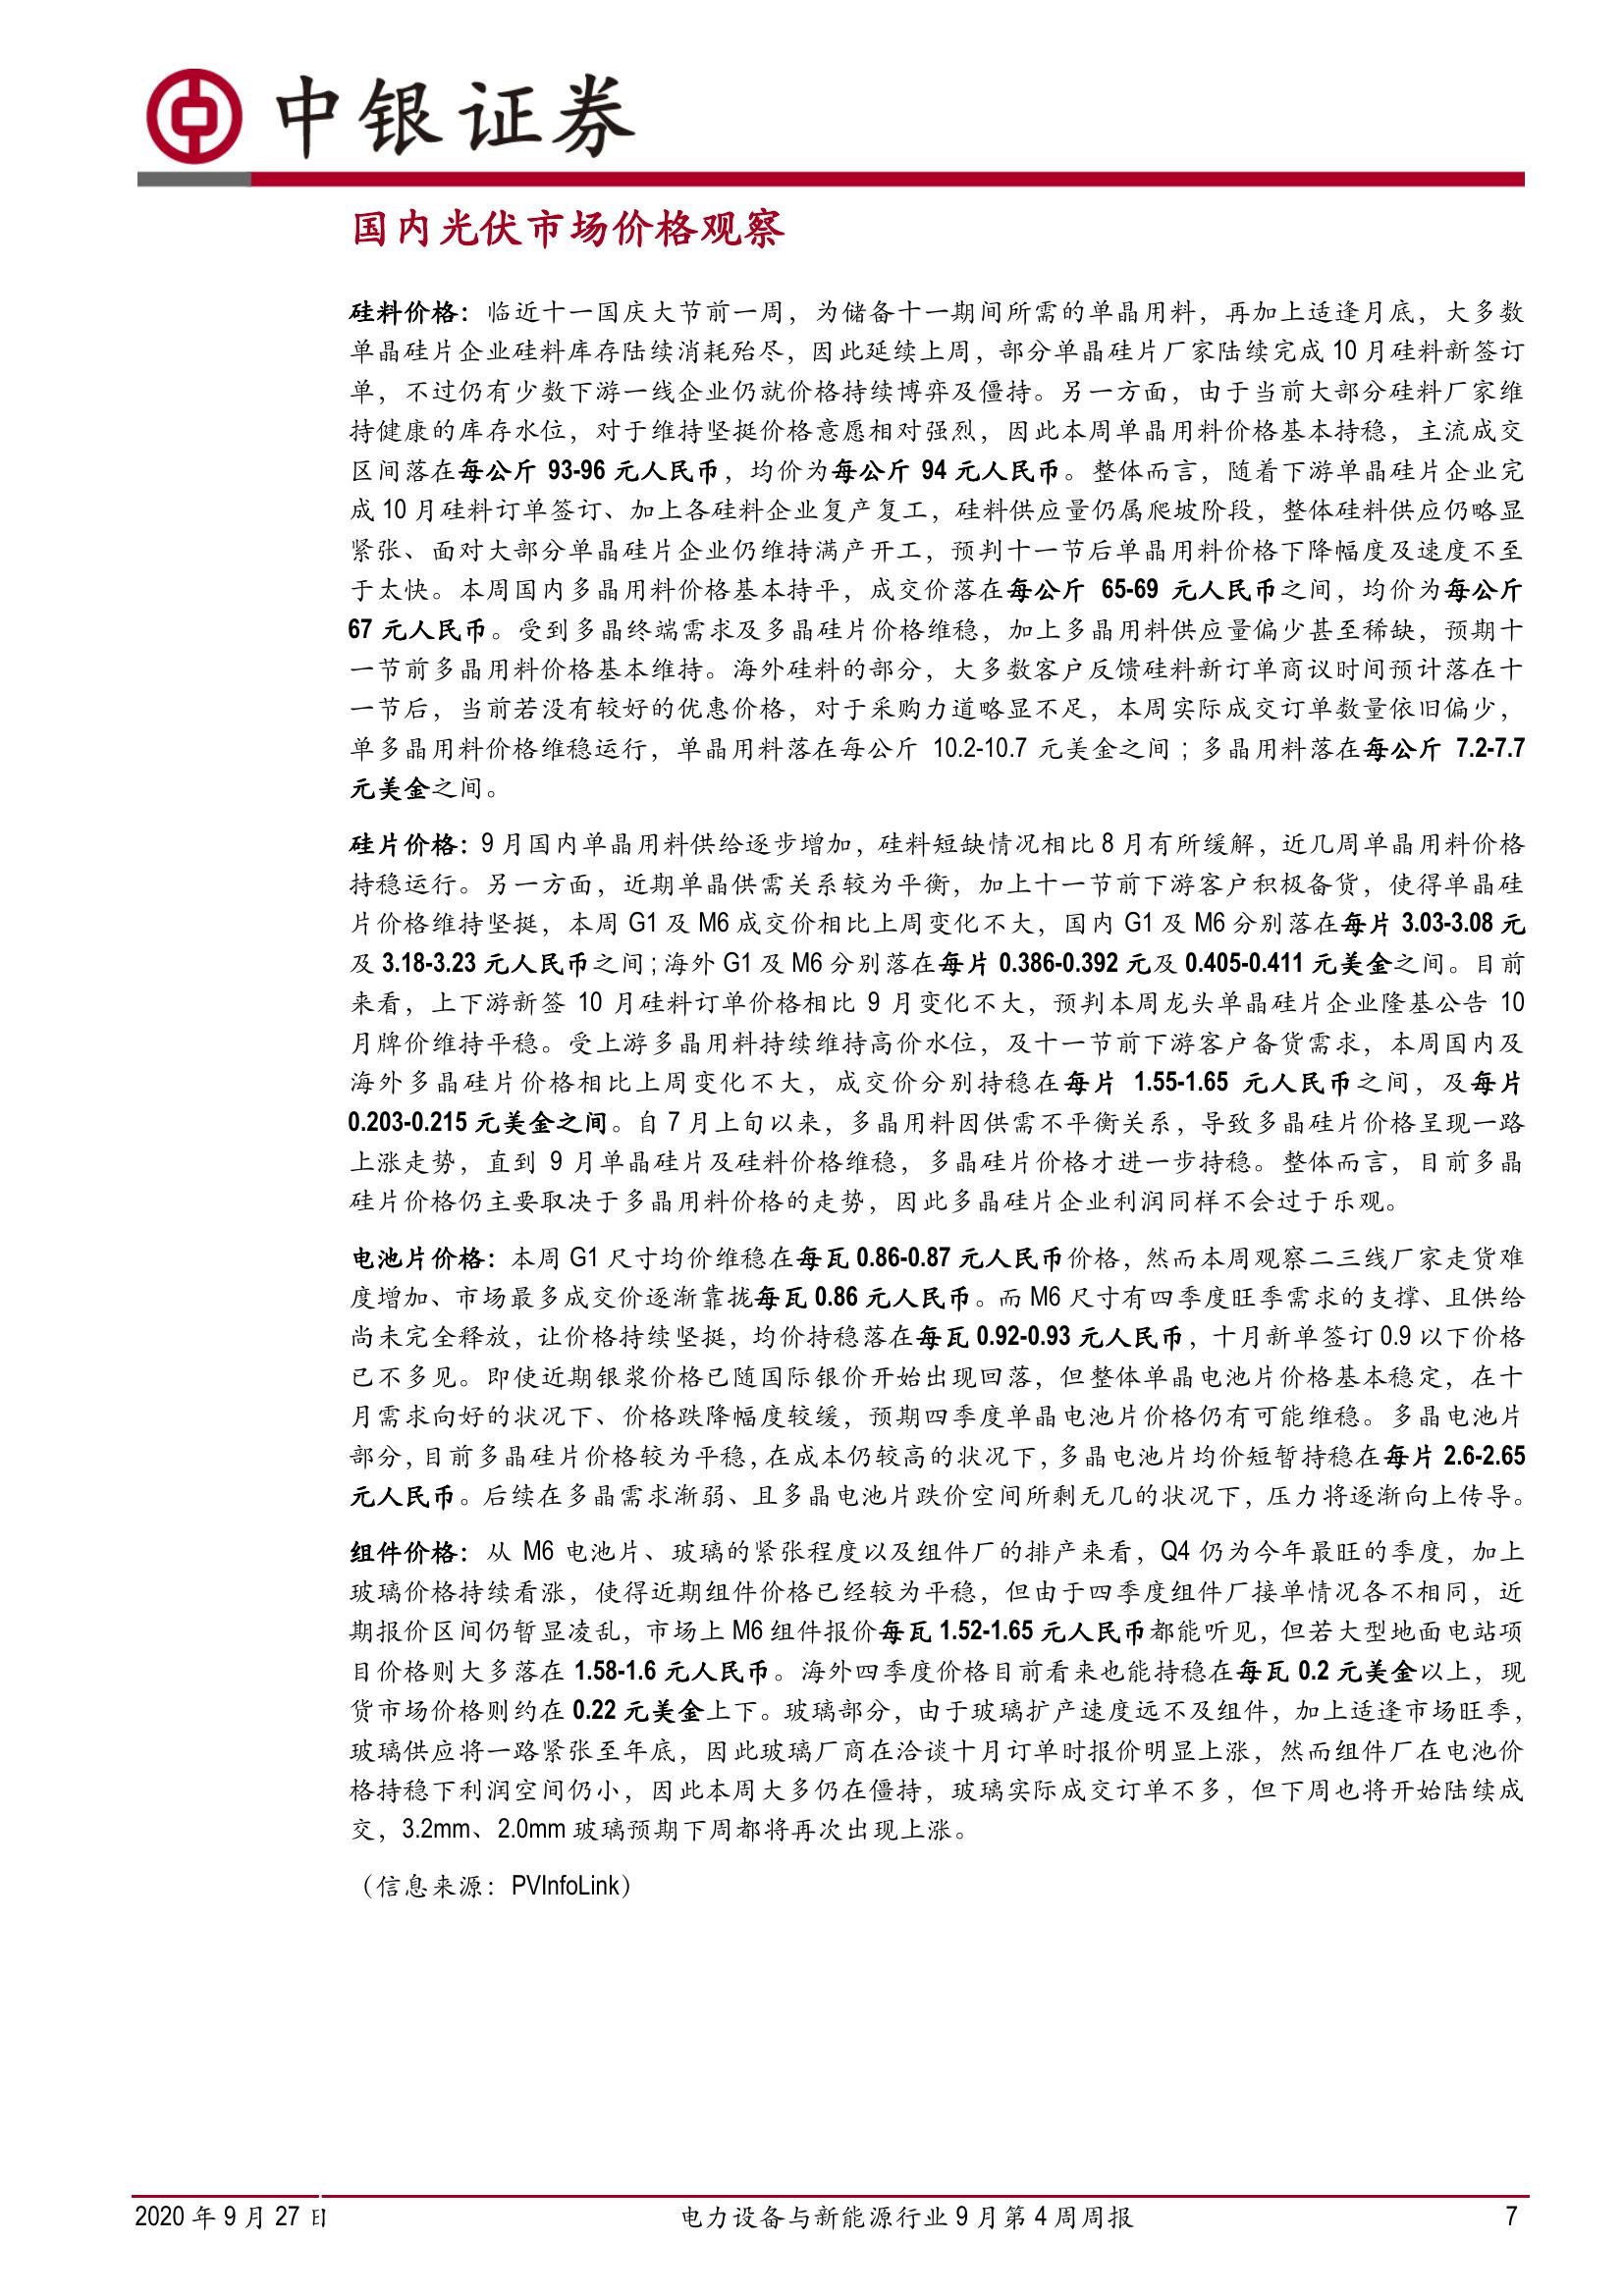 中银证券
国内光伏市场价格观察
硅料价格：临近十一国庆大节前一周，为储备十一期间所需的单晶用料，再加上适逢月底，大多数
单晶硅片企业硅料库存陆续消耗殆尽，因此延续上周，部分单晶硅片厂家陆续完成 10 月硅料新签订
单，不过仍有少数下游一线企业仍就价格持续博弈及僵持。另一方面，由于当前大部分硅料厂家维
持健康的库存水位，对于维持坚挺价格意愿相对强烈，因此本周单晶用料价格基本持稳，主流成交
区间落在每公斤 93-96 元人民币，均价为每公斤 94 元人民币。整体而言，随着下游单晶硅片企业完
成 10 月硅料订单签订、加上各硅料企业复产复工，硅料供应量仍属爬坡阶段，整体硅料供应仍略显
紧张、面对大部分单晶硅片企业仍维持满产开工，预判十一节后单晶用料价格下降幅度及速度不至
于太快。本周国内多晶用料价格基本持平，成交价落在每公斤 65-69 元人民币之间，均价为每公斤
67 元人民币。受到多晶终端需求及多晶硅片价格维稳，加上多晶用料供应量偏少甚至稀缺，预期十
一节前多晶用料价格基本维持。海外硅料的部分，大多数客户反馈硅料新订单商议时间预计落在十
一节后，当前若没有较好的优惠价格，对于采购力道略显不足，本周实际成交订单数量依旧偏少，
单多晶用料价格维稳运行，单晶用料落在每公斤 10.2-10.7 元美金之间；多晶用料落在每公斤 7.2-7.7
元美金之间。
硅片价格：9 月国内单晶用料供给逐步增加，硅料短缺情况相比 8 月有所缓解，近几周单晶用料价格
持稳运行。另一方面，近期单晶供需关系较为平衡，加上十一节前下游客户积极备货，使得单晶硅
片价格维持坚挺，本周 G1 及 M6 成交价相比上周变化不大，国内 G1 及 M6 分别落在每片 3.03-3.08 元
及 3.18-3.23 元人民币之间；海外 G1 及 M6 分别落在每片 0.386-0.392 元及 0.405-0.411 元美金之间。目前
来看，上下游新签 10 月硅料订单价格相比 9 月变化不大，预判本周龙头单晶硅片企业隆基公告 10
月牌价维持平稳。受上游多晶用料持续维持高价水位，及十一节前下游客户备货需求，本周国内及
海外多晶硅片价格相比上周变化不大，成交价分别持稳在每片 1.55-1.65 元人民币之间，及每片
0.203-0.215 元美金之间。自 7 月上旬以来，多晶用料因供需不平衡关系，导致多晶硅片价格呈现一路
上涨走势，直到 9 月单晶硅片及硅料价格维稳，多晶硅片价格才进一步持稳。整体而言，目前多晶
硅片价格仍主要取决于多晶用料价格的走势，因此多晶硅片企业利润同样不会过于乐观。
电池片价格：本周 G1 尺寸均价维稳在每瓦 0.86-0.87 元人民币价格，然而本周观察二三线厂家走货难
度增加、市场最多成交价逐渐靠拢每瓦 0.86 元人民币。而 M6 尺寸有四季度旺季需求的支撑、且供给
尚未完全释放，让价格持续坚挺，均价持稳落在每瓦 0.92-0.93 元人民币，十月新单签订 0.9 以下价格
已不多见。即使近期银浆价格已随国际银价开始出现回落，但整体单晶电池片价格基本稳定，在十
月需求向好的状况下、价格跌降幅度较缓，预期四季度单晶电池片价格仍有可能维稳。多晶电池片
部分，目前多晶硅片价格较为平稳，在成本仍较高的状况下，多晶电池片均价短暂持稳在每片 2.6-2.65
元人民币。后续在多晶需求渐弱、且多晶电池片跌价空间所剩无几的状况下，压力将逐渐向上传导。
组件价格：从 M6 电池片、玻璃的紧张程度以及组件厂的排产来看，Q4 仍为今年最旺的季度，加上
玻璃价格持续看涨，使得近期组件价格已经较为平稳，但由于四季度组件厂接单情况各不相同，近
期报价区间仍暂显凌乱，市场上 M6 组件报价每瓦 1.52-1.65 元人民币都能听见，但若大型地面电站项
目价格则大多落在 1.58-1.6 元人民币。海外四季度价格目前看来也能持稳在每瓦 0.2 元美金以上，现
货市场价格则约在 0.22 元美金上下。玻璃部分，由于玻璃扩产速度远不及组件，加上适逢市场旺季，
玻璃供应将一路紧张至年底，因此玻璃厂商在洽谈十月订单时报价明显上涨，然而组件厂在电池价
格持稳下利润空间仍小，因此本周大多仍在僵持，玻璃实际成交订单不多，但下周也将开始陆续成
交，3.2mm、2.0mm 玻璃预期下周都将再次出现上涨。
（信息来源：PVInfoLink）
2020 年 9 月 27 日 电力设备与新能源行业 9 月第 4 周周报 7